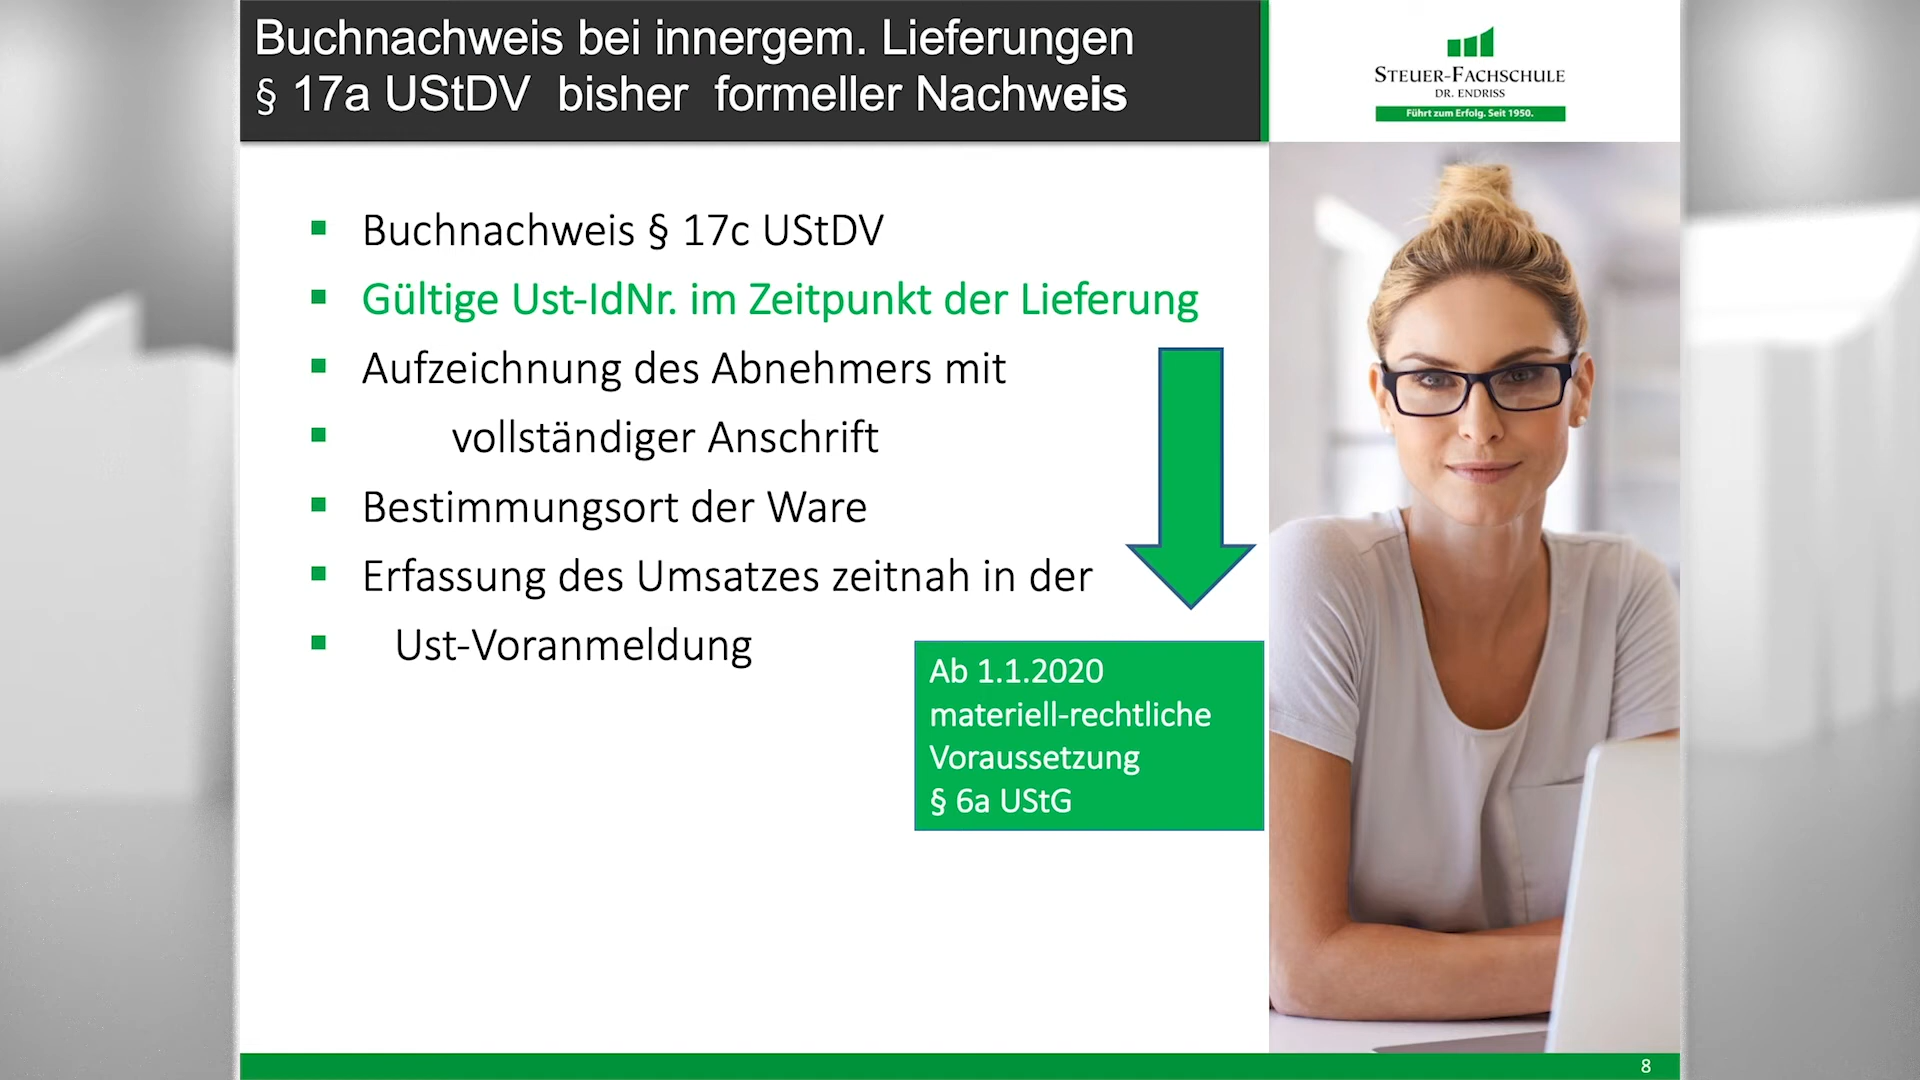 Buchnachweis bei innergem. Lieferungen
§ 17a UStDV bisher formeller Nachweis
STEUER-FACHSCHULE
DR. ENDRISS
Führt zum Erfolg. Seit 1950.
Buchnachweis § 17c UStDV
Gültige Ust-IdNr. im Zeitpunkt der Lieferung
Aufzeichnung des Abnehmers mit
vollständiger Anschrift
Bestimmungsort der Ware
Erfassung des Umsatzes zeitnah in der
Ust-Voranmeldung
Ab 1.1.2020
materiell-rechtliche
Voraussetzung
§ 6a UStG
8